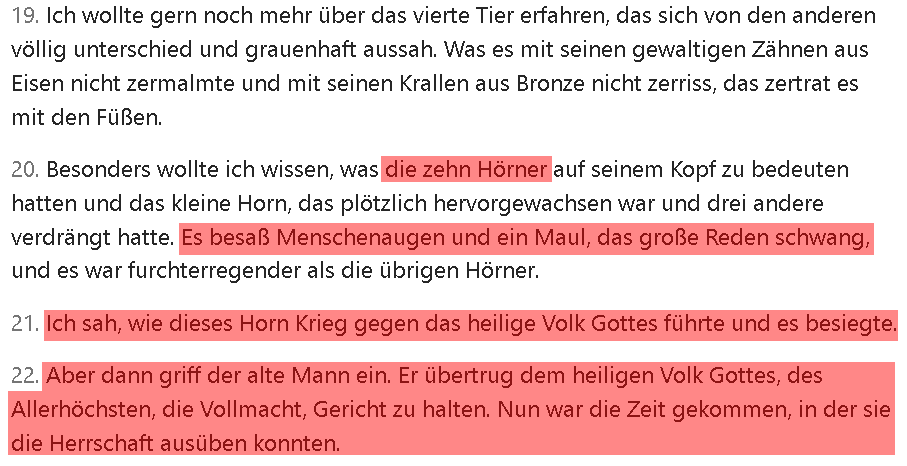 19. Ich wollte gern noch mehr über das vierte Tier erfahren, das sich von den anderen
völlig unterschied und grauenhaft aussah. Was es mit seinen gewaltigen Zähnen aus
Eisen nicht zermalmte und mit seinen Krallen aus Bronze nicht zerriss, das zertrat es
mit den Füßen.
20. Besonders wollte ich wissen, was die zehn Hörner auf seinem Kopf zu bedeuten
hatten und das kleine Horn, das plötzlich hervorgewachsen war und drei andere
verdrängt hatte. Es besaß Menschenaugen und ein Maul, das große Reden schwang,
und es war furchterregender als die übrigen Hörner.
21. Ich sah, wie dieses Horn Krieg gegen das heilige Volk Gottes führte und es besiegte.
22. Aber dann griff der alte Mann ein. Er übertrug dem heiligen Volk Gottes, des
Allerhöchsten, die Vollmacht, Gericht zu halten. Nun war die Zeit gekommen, in der sie
die Herrschaft ausüben konnten.